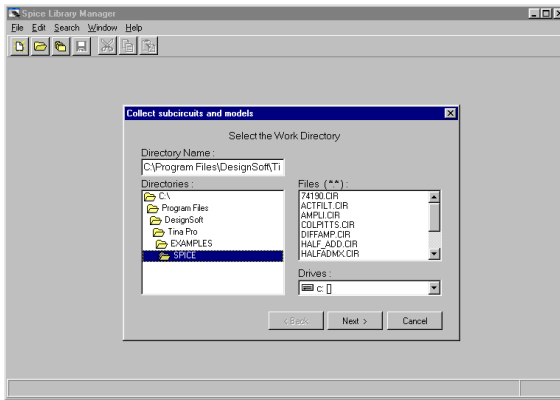 Spice Library Manager
File Edit Search Window Help
Collect subcircuits and models
Select the Work Directory
Directory Name :
C:\Program Files\DesignSoft\Ti
Directories :
C:\
Program Files
DesignSoft
Tina Pro
EXAMPLES
SPICE
Files (*.*) :
74190.CIR
ACTFILT.CIR
AMPLI.CIR
COLPITTS.CIR
DIFFAMP.CIR
HALF_ADD.CIR
HALFADMX.CIR
Drives :
c: []
< Back Next > Cancel